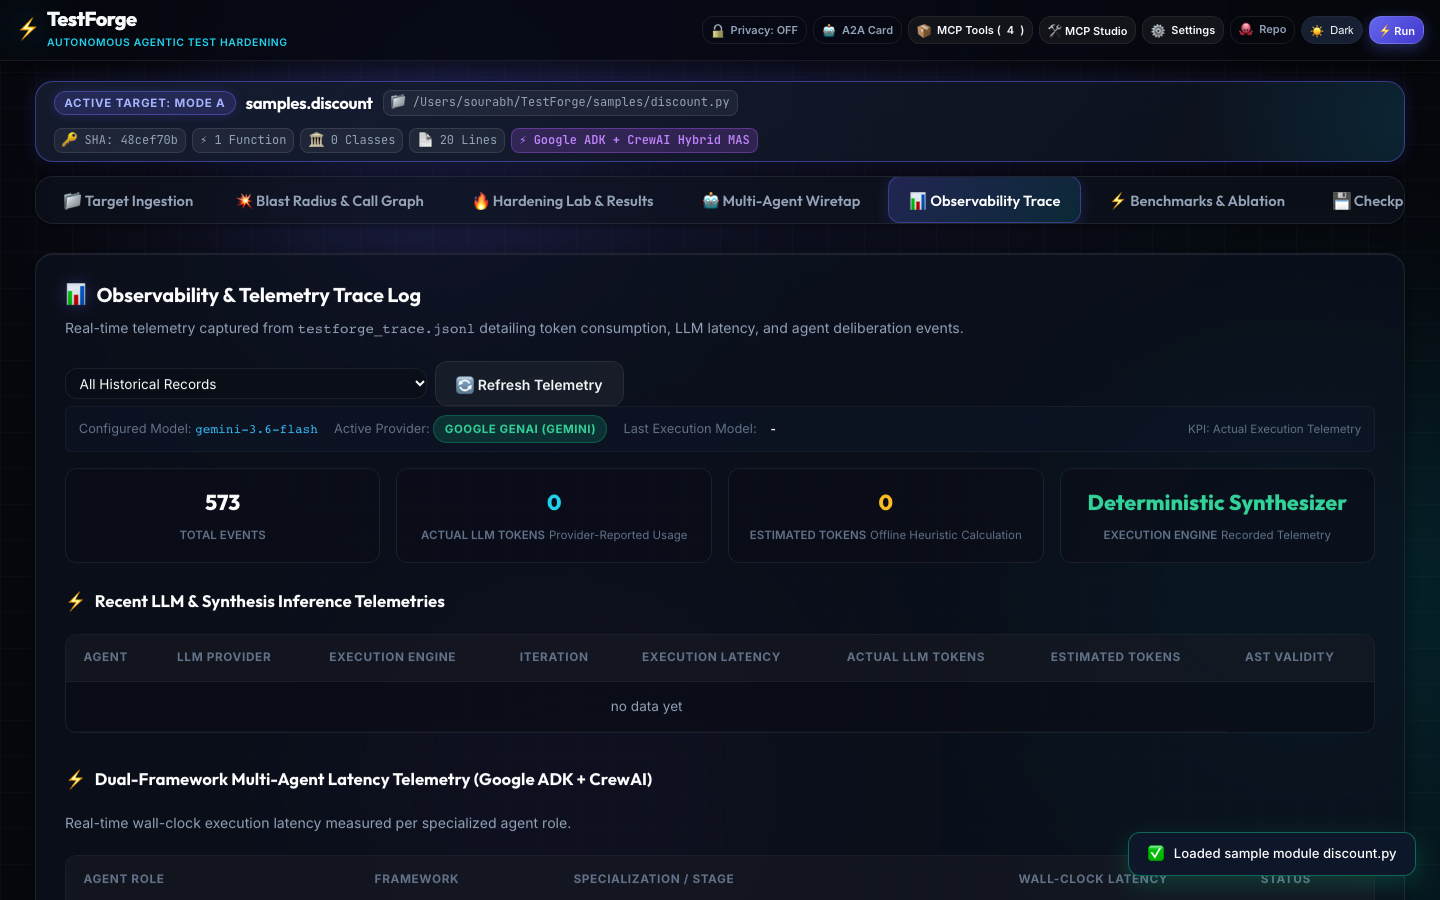 TestForge
AUTONOMOUS AGENTIC TEST HARDENING
Privacy: OFF
A2A Card
MCP Tools ( 4 )
MCP Studio
Settings
Repo
Dark
Run
ACTIVE TARGET: MODE A
samples.discount
/Users/sourabh/TestForge/samples/discount.py
SHA: 48cef70b
1 Function
0 Classes
20 Lines
Google ADK + CrewAI Hybrid MAS
Target Ingestion
Blast Radius & Call Graph
Hardening Lab & Results
Multi-Agent Wiretap
Observability Trace
Benchmarks & Ablation
Checkp
Observability & Telemetry Trace Log
Real-time telemetry captured from testforge_trace.jsonl detailing token consumption, LLM latency, and agent deliberation events.
All Historical Records
Refresh Telemetry
Configured Model: gemini-3.6-flash
Active Provider: GOOGLE GENAI (GEMINI)
Last Execution Model: -
KPI: Actual Execution Telemetry
573
TOTAL EVENTS
0
ACTUAL LLM TOKENS Provider-Reported Usage
0
ESTIMATED TOKENS Offline Heuristic Calculation
Deterministic Synthesizer
EXECUTION ENGINE Recorded Telemetry
Recent LLM & Synthesis Inference Telemetries
AGENT LLM PROVIDER EXECUTION ENGINE ITERATION EXECUTION LATENCY ACTUAL LLM TOKENS ESTIMATED TOKENS AST VALIDITY
no data yet
Dual-Framework Multi-Agent Latency Telemetry (Google ADK + CrewAI)
Real-time wall-clock execution latency measured per specialized agent role.
Loaded sample module discount.py
AGENT ROLE FRAMEWORK SPECIALIZATION / STAGE WALL-CLOCK LATENCY STATUS